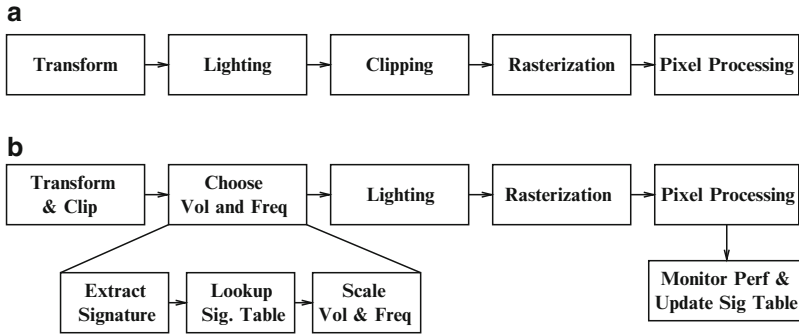 a
Transform
Lighting
Clipping
Rasterization
Pixel Processing
b
Transform
& Clip
Choose
Vol and Freq
Lighting
Rasterization
Pixel Processing
Extract
Signature
Lookup
Sig. Table
Scale
Vol & Freq
Monitor Perf &
Update Sig Table